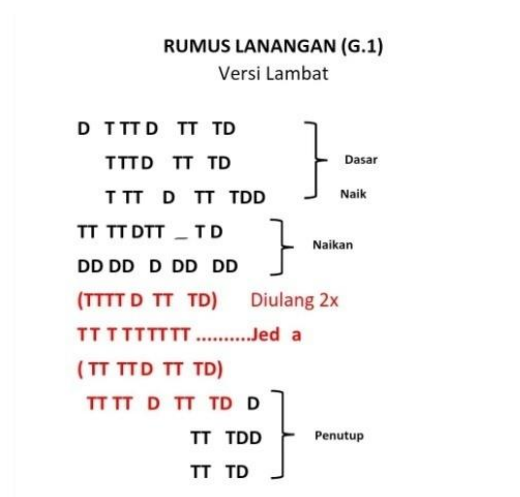 RUMUS LANANGAN (G.1)
Versi Lambat
D T TT D TT TD
TTTD TT TD Dasar
T TT D TT TDD Naik
TT TT DTT _ T D Naikan
DD DD D DD DD
(TTTT D TT TD) Diulang 2x
TT T TTTTTT ..........Jed a
( TT TTD TT TD)
TT TT D TT TD D
TT TDD Penutup
TT TD